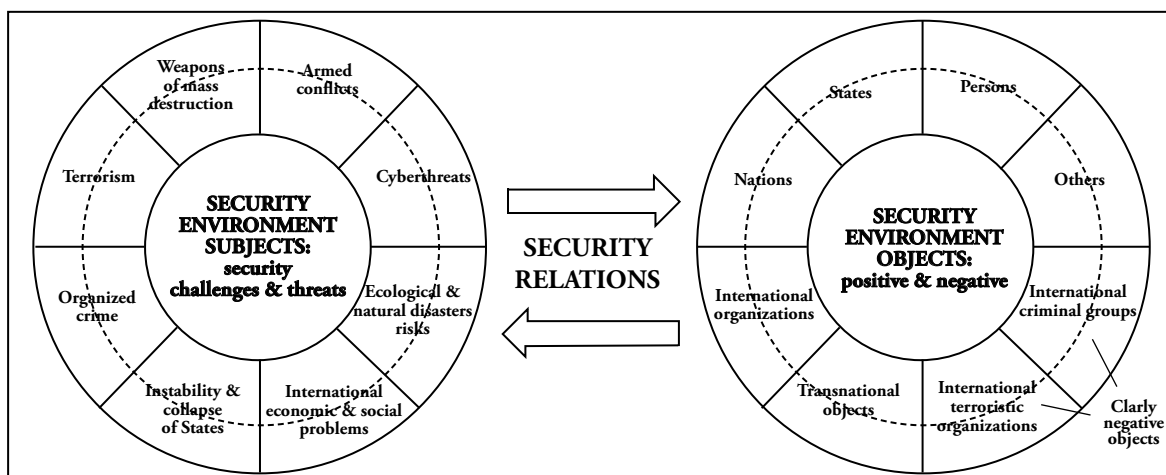 Weapons
of mass
destruction
Armed
conflicts
Terrorism
Cyberthreats
SECURITY
ENVIRONMENT
SUBJECTS:
security
challenges & threats
Organized
crime
Ecological &
natural disasters
risks
Instability &
collapse
of States
International
economic & social
problems
SECURITY
RELATIONS
States
Persons
Nations
Others
SECURITY
ENVIRONMENT
OBJECTS:
positive & negative
International
organizations
International
criminal groups
Transnational
objects
International
terroristic
organizations
Clarly
negative
objects